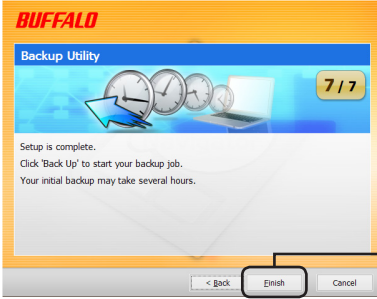 BUFFALO
Backup Utility
7/7
Setup is complete.
Click 'Back Up' to start your backup job.
Your initial backup may take several hours.
< Back
Finish
Cancel